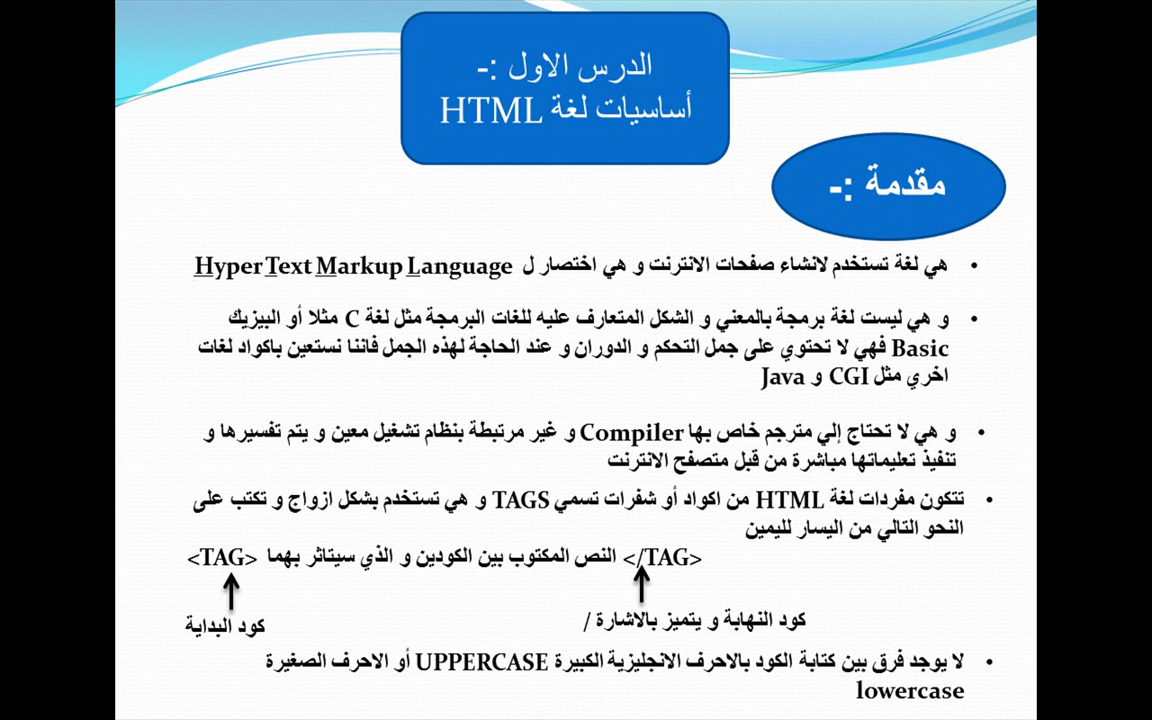 الدرس الاول :-
أساسيات لغة HTML
مقدمة :-
• هي لغة تستخدم لانشاء صفحات الانترنت و هي اختصار ل HyperText Markup Language
• و هي ليست لغة برمجة بالمعني و الشكل المتعارف عليه للغات البرمجة مثل لغة C مثلا أو البيزيك
Basic فهي لا تحتوي على جمل التحكم و الدوران و عند الحاجة لهذه الجمل فاننا نستعين باكواد لغات
اخري مثل CGI و Java
• و هي لا تحتاج إلي مترجم خاص بها Compiler و غير مرتبطة بنظام تشغيل معين و يتم تفسيرها و
تنفيذ تعليماتها مباشرة من قبل متصفح الانترنت
• تتكون مفردات لغة HTML من اكواد أو شفرات تسمي TAGS و هي تستخدم بشكل ازواج و تكتب على
النحو التالي من اليسار لليمين
<TAG> النص المكتوب بين الكودين و الذي سيتاثر بهما </TAG>
كود البداية
كود النهاية و يتميز بالاشارة /
• لا يوجد فرق بين كتابة الكود بالاحرف الانجليزية الكبيرة UPPERCASE أو الاحرف الصغيرة
lowercase